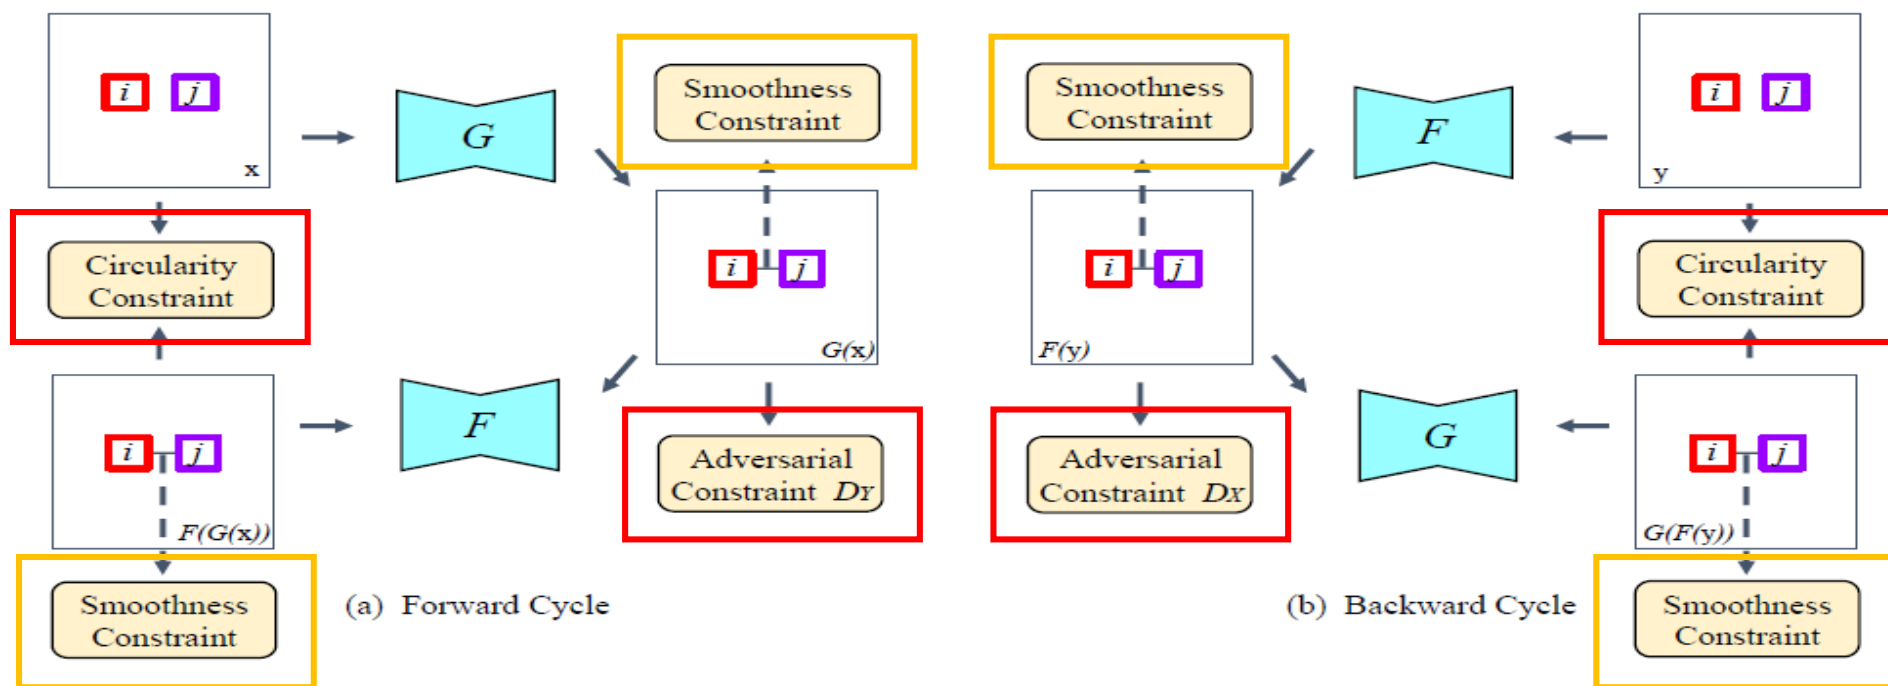 i j
x
G
Smoothness
Constraint
Circularity
Constraint
i j
G(x)
F
i j
F(G(x))
Adversarial
Constraint DY
Smoothness
Constraint
(a) Forward Cycle
Smoothness
Constraint
F
i j
y
i j
F(y)
Circularity
Constraint
Adversarial
Constraint DX
G
i j
G(F(y))
(b) Backward Cycle
Smoothness
Constraint